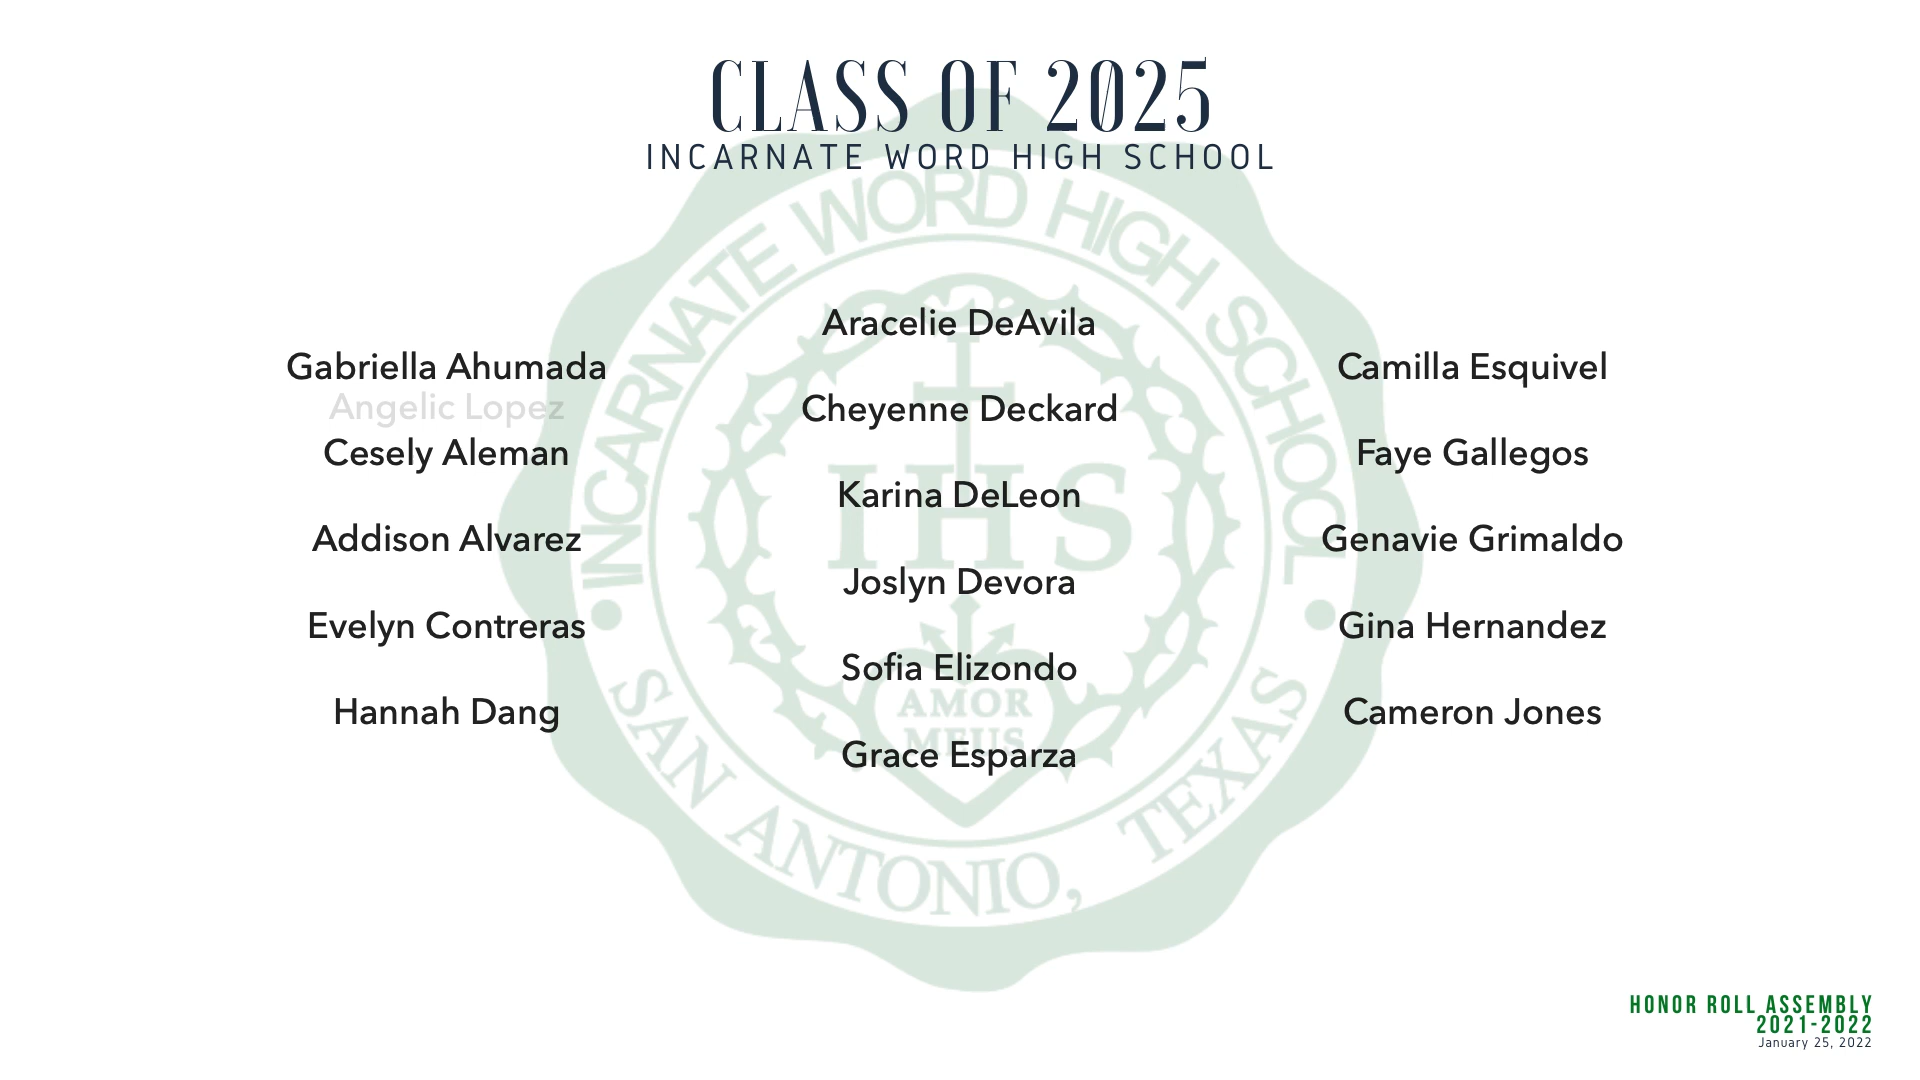 CLASS OF 2025
INCARNATE WORD HIGH SCHOOL
INCARNATE WORD HIGH SCHOOL
Gabriella Ahumada
Angelic Lopez
Cesely Aleman
Addison Alvarez
Evelyn Contreras
Hannah Dang
Aracelie DeAvila
Cheyenne Deckard
Karina DeLeon
Joslyn Devora
Sofia Elizondo
Grace Esparza
Camilla Esquivel
Faye Gallegos
Genavie Grimaldo
Gina Hernandez
Cameron Jones
IHS
AMOR
MEUS
SAN ANTONIO, TEXAS
HONOR ROLL ASSEMBLY
2021-2022
January 25, 2022